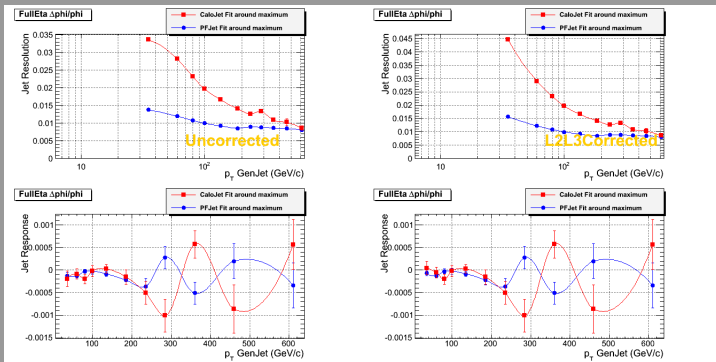 FullEta Δphi/phi
CaloJet Fit around maximum
PFJet Fit around maximum
Jet Resolution
0.035
0.03
0.025
0.02
0.015
0.01
0.005
0
10
10²
Uncorrected
p_T GenJet (GeV/c)
FullEta Δphi/phi
CaloJet Fit around maximum
PFJet Fit around maximum
Jet Resolution
0.045
0.04
0.035
0.03
0.025
0.02
0.015
0.01
0.005
0
10
10²
L2L3Corrected
p_T GenJet (GeV/c)
FullEta Δphi/phi
CaloJet Fit around maximum
PFJet Fit around maximum
Jet Response
0.001
0.0005
0
-0.0005
-0.001
-0.0015
100 200 300 400 500 600
p_T GenJet (GeV/c)
FullEta Δphi/phi
CaloJet Fit around maximum
PFJet Fit around maximum
Jet Response
0.001
0.0005
0
-0.0005
-0.001
-0.0015
100 200 300 400 500 600
p_T GenJet (GeV/c)